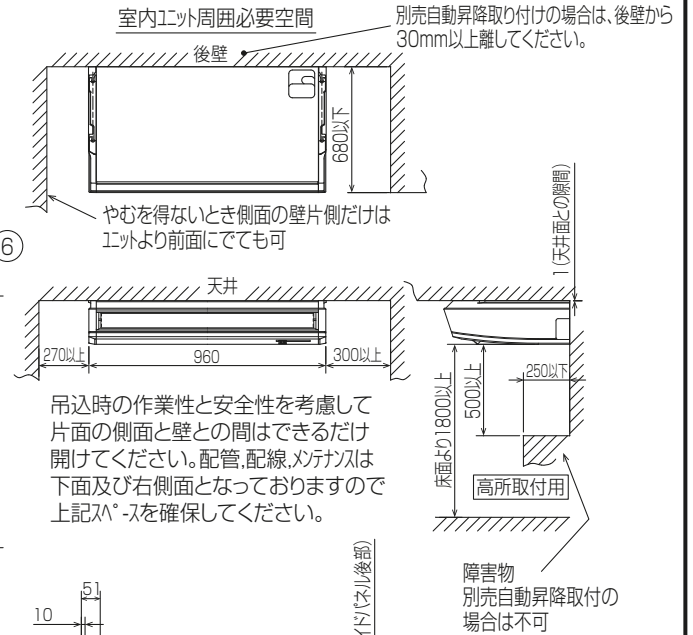 室内ユニット周囲必要空間
別売自動昇降取り付けの場合は、後壁から
30mm以上離してください。
後壁
680以下
やむを得ないとき側面の壁片側だけは
ユニットより前面にでても可
1(天井面との隙間)
6
天井
270以上
960
300以上
床面より1800以上
500以上
250以下
高所取付用
吊込時の作業性と安全性を考慮して
片面の側面と壁との間はできるだけ
開けてください。配管,配線,メンテナンスは
下面及び右側面となっておりますので
上記スペースを確保してください。
障害物
別売自動昇降取付の
場合は不可
51
10
イドパネル後部)